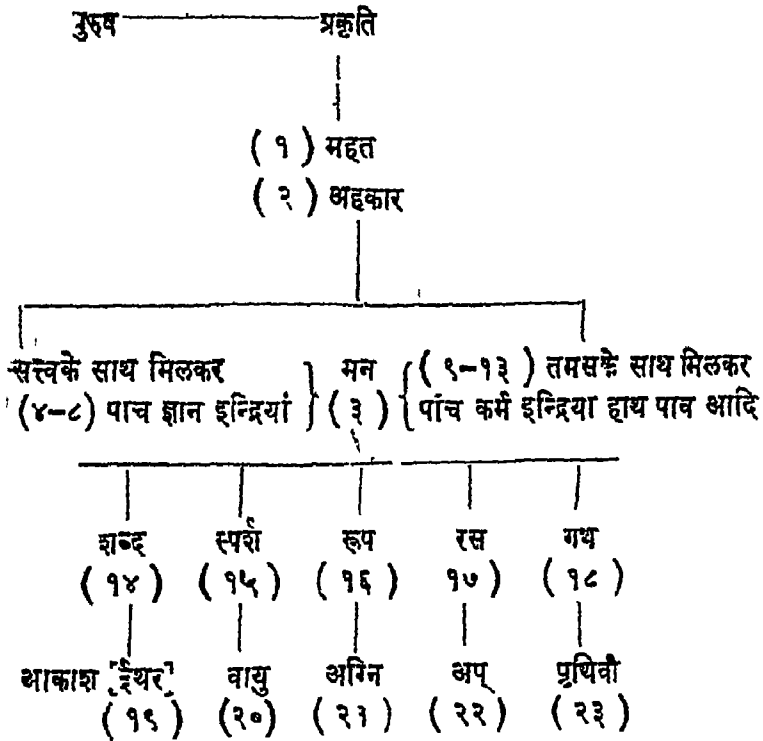 पुरुष प्रकृति
( १ ) महत
( २ ) अहकार
सत्त्वके साथ मिलकर } मन { ( ९-१३ ) तमसके साथ मिलकर
(४-८) पाच ज्ञान इन्द्रियां } ( ३ ) { पांच कर्म इन्द्रिया हाथ पाव आदि
शब्द स्पर्श रूप रस गध
( १४ ) ( १५ ) ( १६ ) १७ ) ( १८ )
आकाश [ईथर] वायु अग्नि अप् पृथिवी
( १९ ) (२०) ( २१ ) ( २२ ) ( २३ )